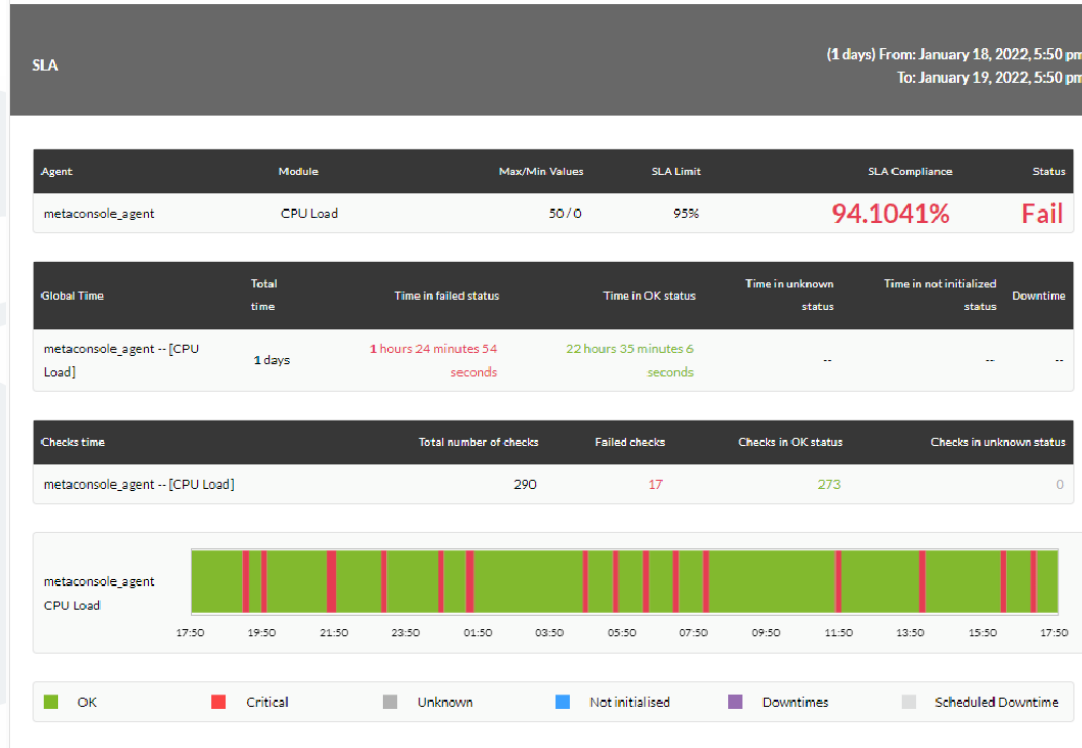 SLA
(1 days) From: January 18, 2022, 5:50 pm
To: January 19, 2022, 5:50 pm
Agent Module Max/Min Values SLA Limit SLA Compliance Status
metaconsole_agent CPU Load 50 / 0 95% 94.1041% Fail
Global Time Total time Time in failed status Time in OK status Time in unknown status Time in not initialized status Downtime
metaconsole_agent -- [CPU Load] 1 days 1 hours 24 minutes 54 seconds 22 hours 35 minutes 6 seconds -- -- --
Checks time Total number of checks Failed checks Checks in OK status Checks in unknown status
metaconsole_agent -- [CPU Load] 290 17 273 0
metaconsole_agent
CPU Load
17:50 19:50 21:50 23:50 01:50 03:50 05:50 07:50 09:50 11:50 13:50 15:50 17:50
OK Critical Unknown Not initialised Downtimes Scheduled Downtime